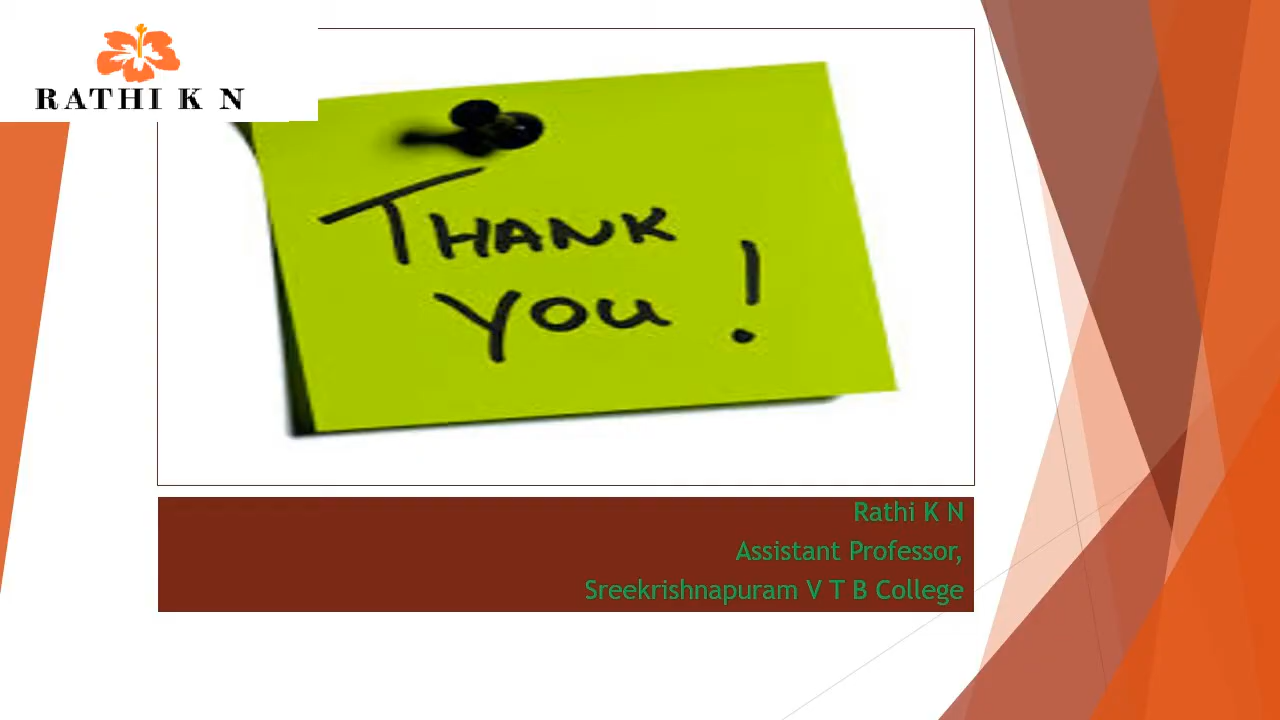 RATHI K N
THANK
YOU !
Rathi K N
Assistant Professor,
Sreekrishnapuram V T B College